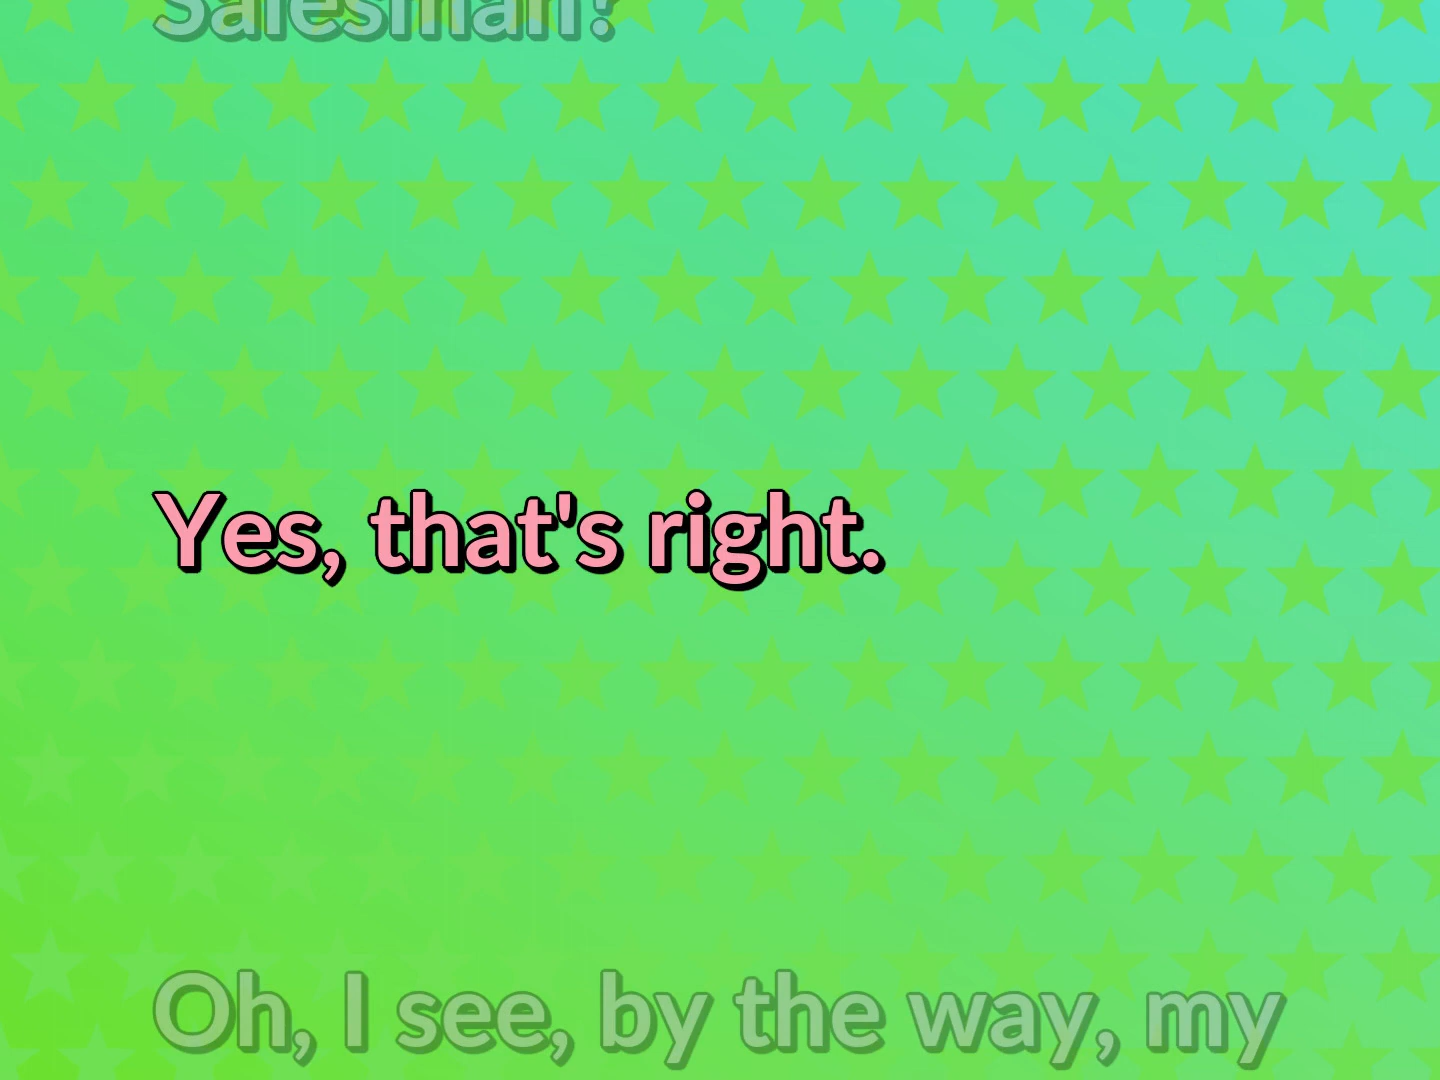 Salesman?
Yes, that's right.
Oh, I see, by the way, my